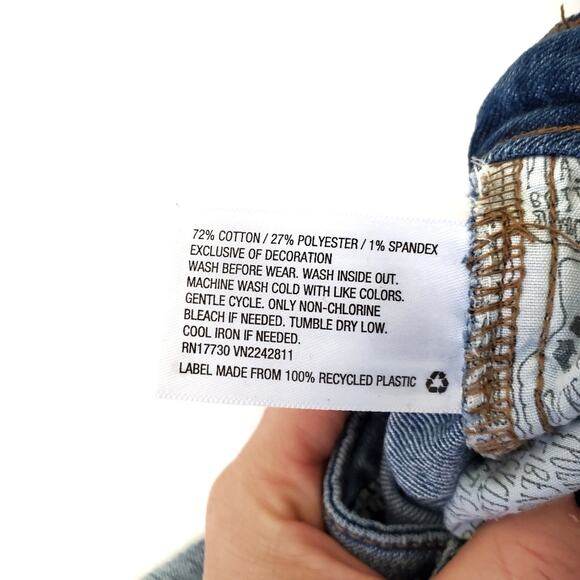 72% COTTON / 27% POLYESTER / 1% SPANDEX
EXCLUSIVE OF DECORATION
WASH BEFORE WEAR. WASH INSIDE OUT.
MACHINE WASH COLD WITH LIKE COLORS.
GENTLE CYCLE. ONLY NON-CHLORINE
BLEACH IF NEEDED. TUMBLE DRY LOW.
COOL IRON IF NEEDED.
RN17730 VN2242811
LABEL MADE FROM 100% RECYCLED PLASTIC